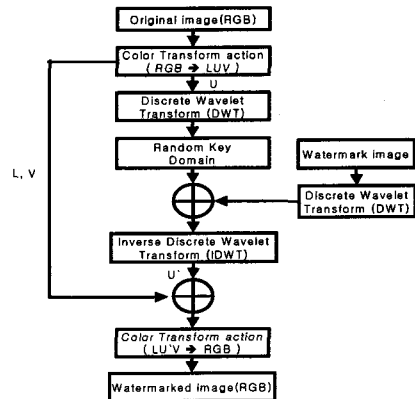 Original image(RGB)
Color Transform action
( RGB → LUV )
U
Discrete Wavelet
Transform (DWT)
Random Key
Domain
Watermark image
L, V
Discrete Wavelet
Transform (DWT)
Inverse Discrete Wavelet
Transform (IDWT)
U`
Color Transform action
( LU`V → RGB )
Watermarked image(RGB)